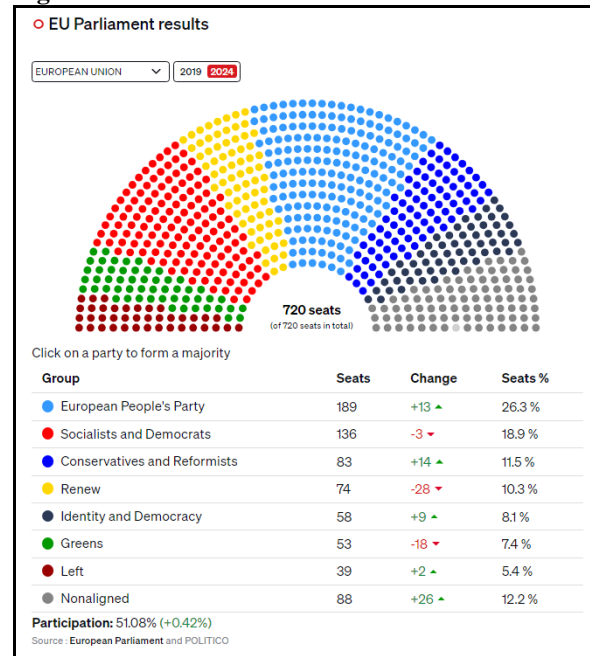 EU Parliament results
EUROPEAN UNION 2019 2024
720 seats
(of 720 seats in total)
Click on a party to form a majority
Group Seats Change Seats %
European People's Party 189 +13 26.3 %
Socialists and Democrats 136 -3 18.9 %
Conservatives and Reformists 83 +14 11.5 %
Renew 74 -28 10.3 %
Identity and Democracy 58 +9 8.1 %
Greens 53 -18 7.4 %
Left 39 +2 5.4 %
Nonaligned 88 +26 12.2 %
Participation: 51.08% (+0.42%)
Source : European Parliament and POLITICO